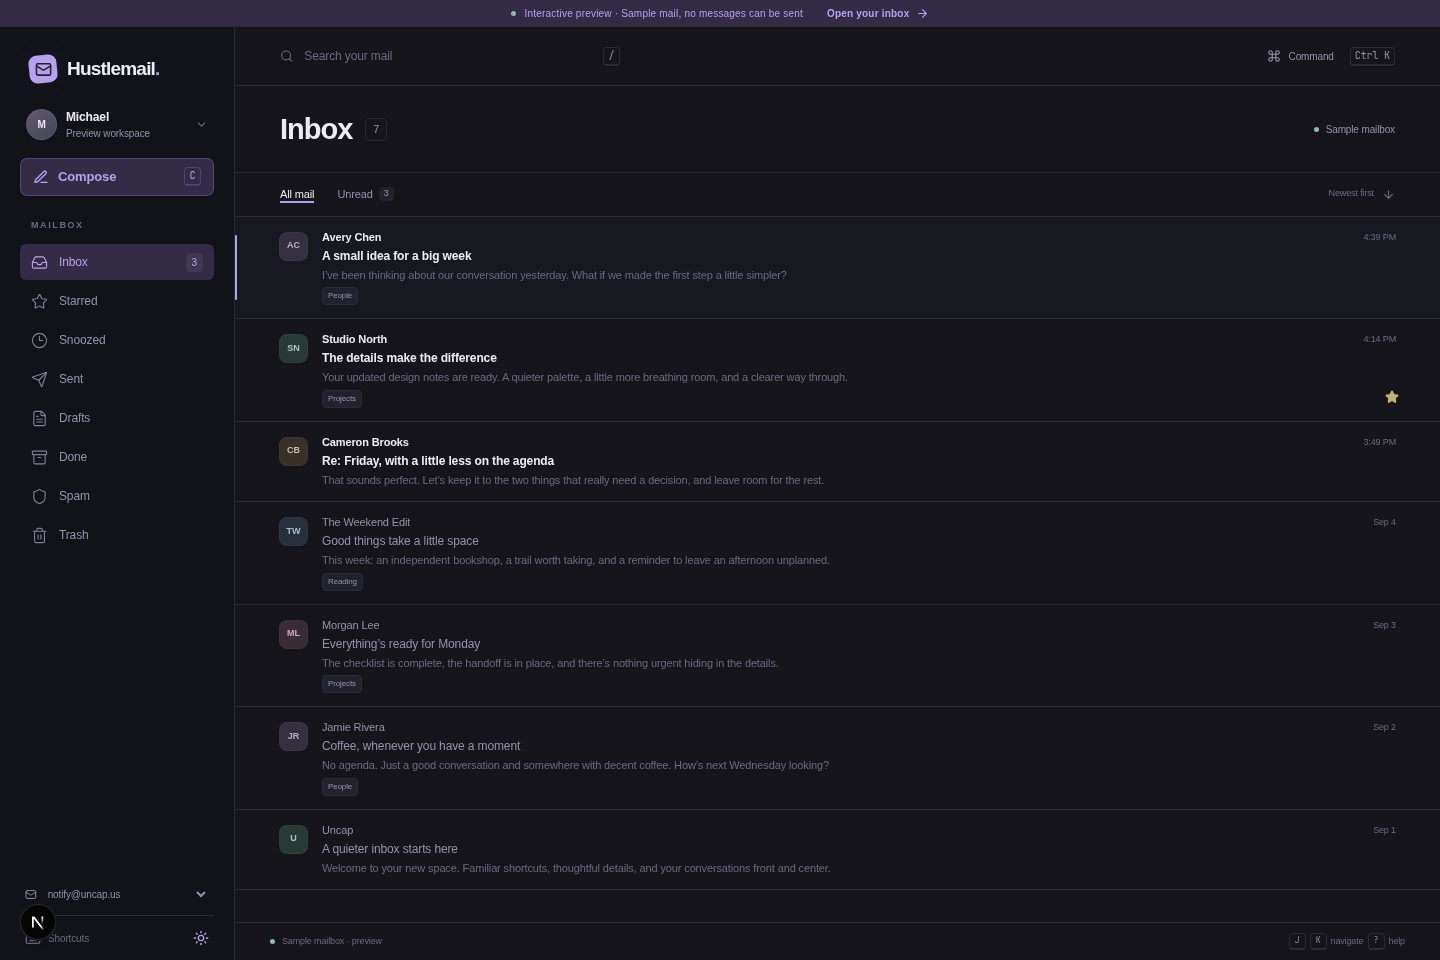 Interactive preview · Sample mail, no messages can be sent
Open your inbox
Hustlemail.
M
Michael
Preview workspace
Compose
C
MAILBOX
Inbox
3
Starred
Snoozed
Sent
Drafts
Done
Spam
Trash
notify@uncap.us
N
Shortcuts
Search your mail
/
Command
Ctrl K
Inbox
7
Sample mailbox
All mail
Unread
3
Newest first
AC
Avery Chen
4:39 PM
A small idea for a big week
I've been thinking about our conversation yesterday. What if we made the first step a little simpler?
People
SN
Studio North
4:14 PM
The details make the difference
Your updated design notes are ready. A quieter palette, a little more breathing room, and a clearer way through.
Projects
CB
Cameron Brooks
3:49 PM
Re: Friday, with a little less on the agenda
That sounds perfect. Let's keep it to the two things that really need a decision, and leave room for the rest.
TW
The Weekend Edit
Sep 4
Good things take a little space
This week: an independent bookshop, a trail worth taking, and a reminder to leave an afternoon unplanned.
Reading
ML
Morgan Lee
Sep 3
Everything's ready for Monday
The checklist is complete, the handoff is in place, and there's nothing urgent hiding in the details.
Projects
JR
Jamie Rivera
Sep 2
Coffee, whenever you have a moment
No agenda. Just a good conversation and somewhere with decent coffee. How's next Wednesday looking?
People
U
Uncap
Sep 1
A quieter inbox starts here
Welcome to your new space. Familiar shortcuts, thoughtful details, and your conversations front and center.
Sample mailbox · preview
J K navigate ? help